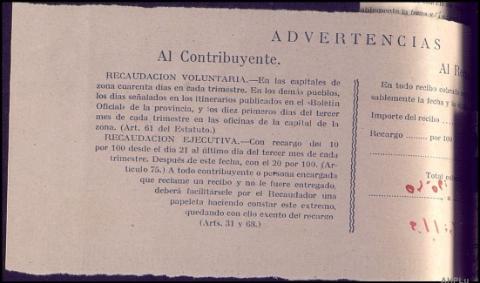 ADVERTENCIAS
Al Contribuyente.
RECAUDACION VOLUNTARIA.—En las capitales de
zona cuarenta días en cada trimestre. En los demás pueblos,
los días señalados en los itinerarios publicados en el «Boletín
Oficial» de la provincia, y los diez primeros días del tercer
mes de cada trimestre en las oficinas de la capital de la
zona. (Art. 61 del Estatuto.)
RECAUDACION EJECUTIVA.—Con recargo del 10
por 100 desde el día 21 al último día del tercer mes de cada
trimestre. Después de esta fecha, con el 20 por 100. (Ar-
tículo 75.) A todo contribuyente o persona encargada
que reclame un recibo y no le fuere entregado,
deberá facilitársele por el Recaudador una
papeleta haciendo constar este extremo,
quedando con ello exento del recargo
(Arts. 31 y 68.)
Al
En todo recibo
sablemente la fecha y
Importe del recibo
Recargo ........ por 100
Total
a